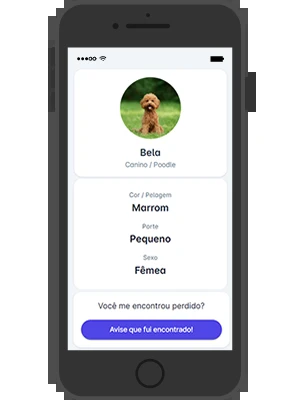 Bela
Canino / Poodle
Cor / Pelagem
Marrom
Porte
Pequeno
Sexo
Fêmea
Você me encontrou perdido?
Avise que fui encontrado!